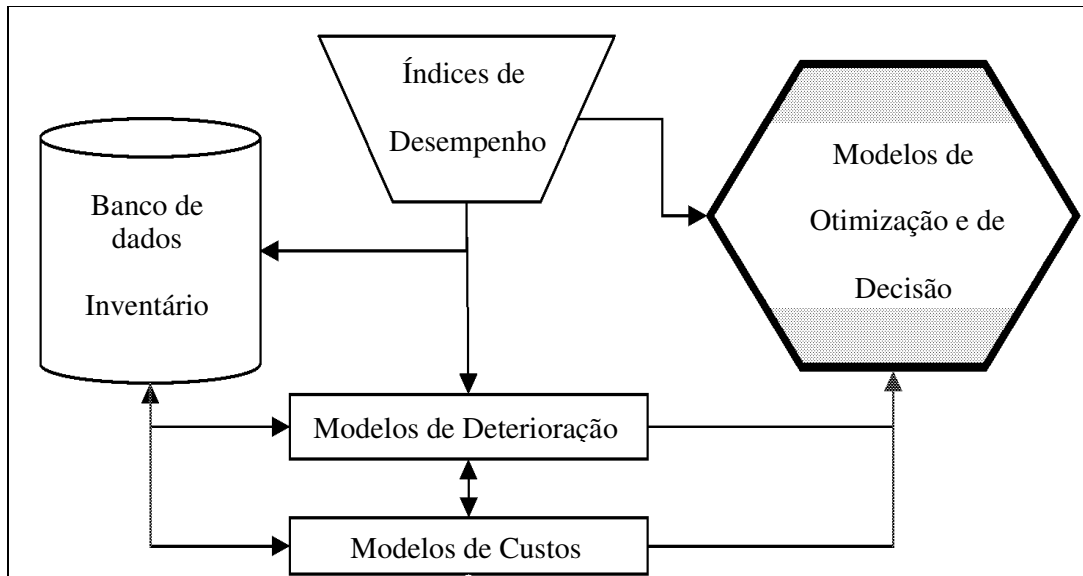 Índices de
Desempenho
Banco de
dados
Inventário
Modelos de
Otimização e de
Decisão
Modelos de Deterioração
Modelos de Custos